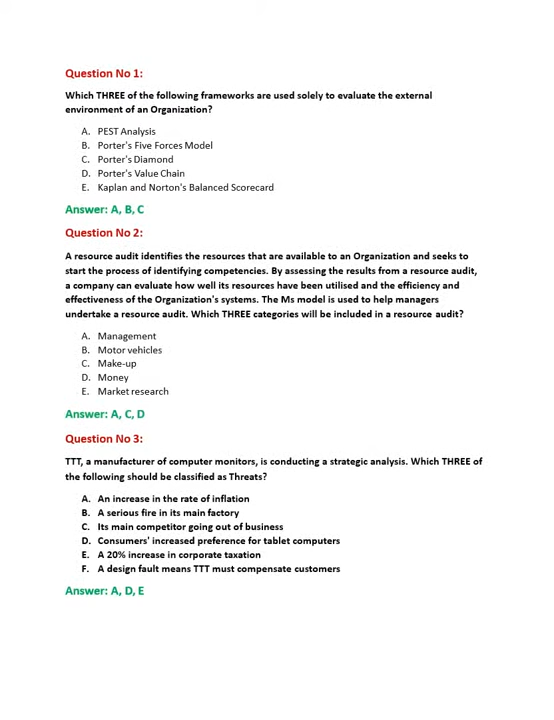 Question No 1:
Which THREE of the following frameworks are used solely to evaluate the external
environment of an Organization?
A. PEST Analysis
B. Porter's Five Forces Model
C. Porter's Diamond
D. Porter's Value Chain
E. Kaplan and Norton's Balanced Scorecard
Answer: A, B, C
Question No 2:
A resource audit identifies the resources that are available to an Organization and seeks to
start the process of identifying competencies. By assessing the results from a resource audit,
a company can evaluate how well its resources have been utilised and the efficiency and
effectiveness of the Organization's systems. The Ms model is used to help managers
undertake a resource audit. Which THREE categories will be included in a resource audit?
A. Management
B. Motor vehicles
C. Make-up
D. Money
E. Market research
Answer: A, C, D
Question No 3:
TTT, a manufacturer of computer monitors, is conducting a strategic analysis. Which THREE of
the following should be classified as Threats?
A. An increase in the rate of inflation
B. A serious fire in its main factory
C. Its main competitor going out of business
D. Consumers' increased preference for tablet computers
E. A 20% increase in corporate taxation
F. A design fault means TTT must compensate customers
Answer: A, D, E